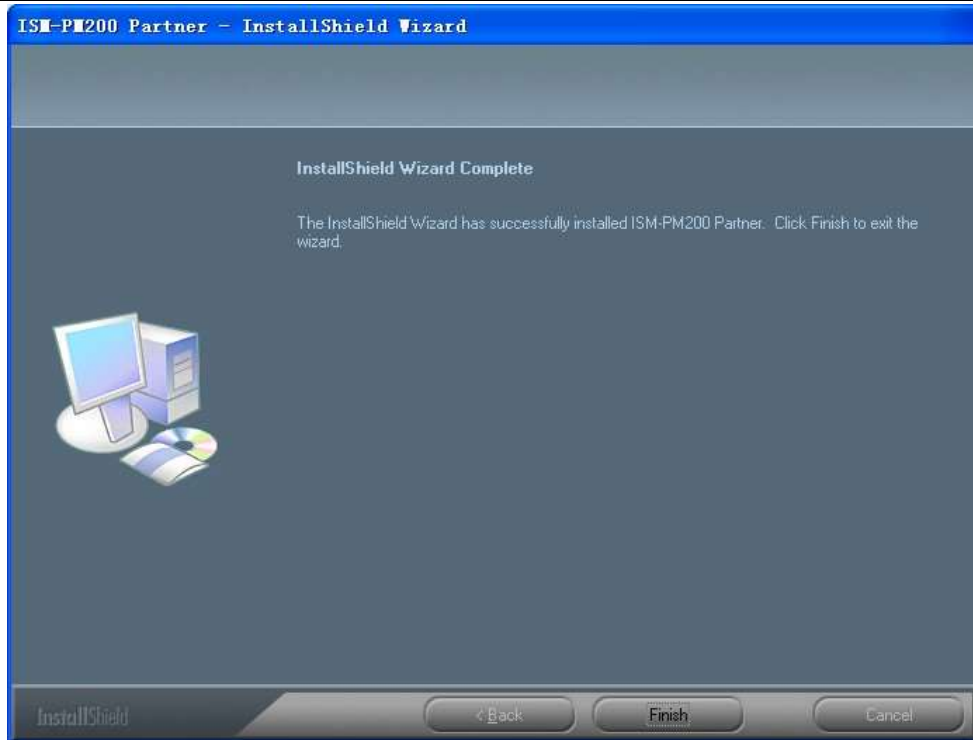 ISM-PM200 Partner - InstallShield Wizard
InstallShield Wizard Complete
The InstallShield Wizard has successfully installed ISM-PM200 Partner. Click Finish to exit the
wizard.
InstallShield
< Back
Finish
Cancel